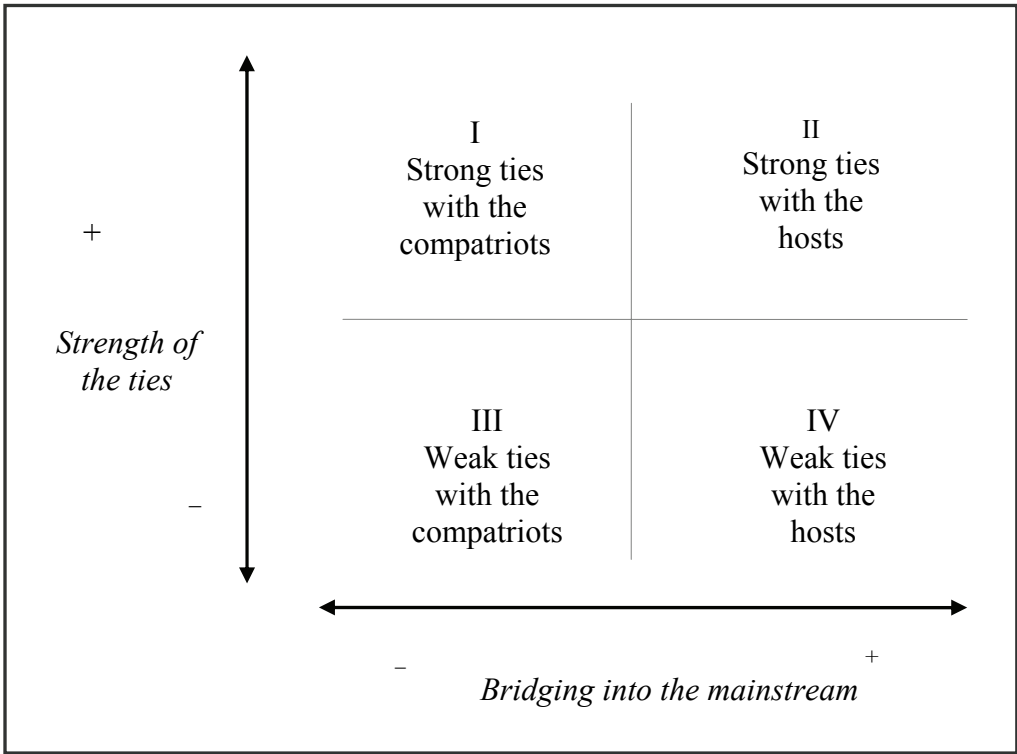 I
Strong ties
with the
compatriots
II
Strong ties
with the
hosts
+
Strength of
the ties
–
III
Weak ties
with the
compatriots
IV
Weak ties
with the
hosts
–
+
Bridging into the mainstream